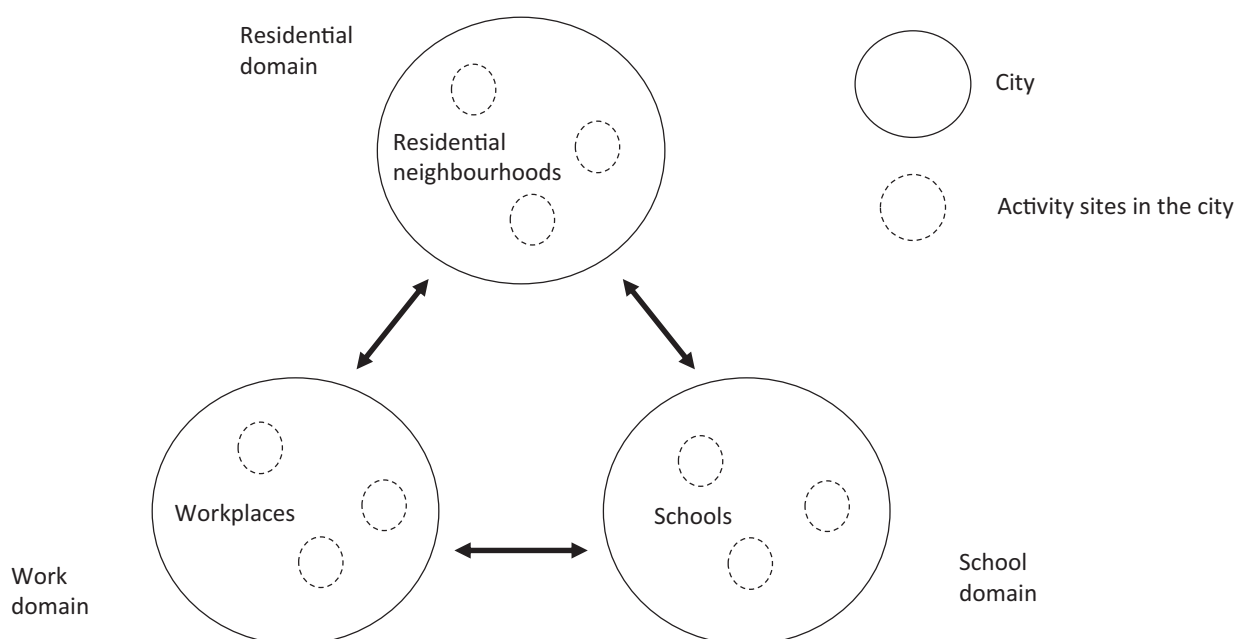 Residential
domain
City
Residential
neighbourhoods
Activity sites in the city
Workplaces
Schools
Work
domain
School
domain